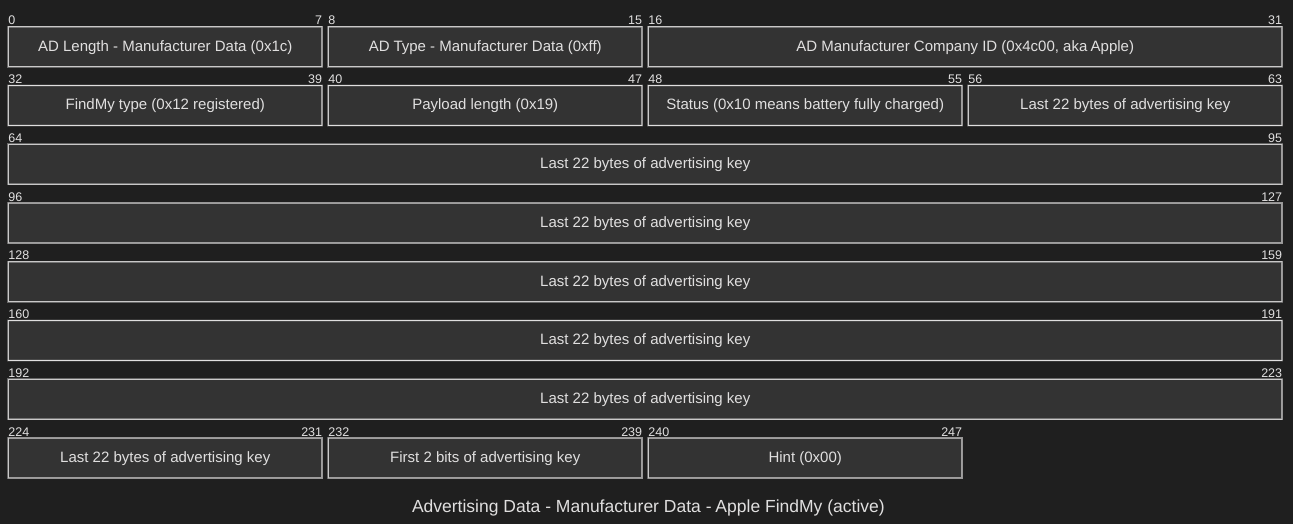 0 7 8 15 16 31
AD Length - Manufacturer Data (0x1c) AD Type - Manufacturer Data (0xff) AD Manufacturer Company ID (0x4c00, aka Apple)
32 39 40 47 48 55 56 63
FindMy type (0x12 registered) Payload length (0x19) Status (0x10 means battery fully charged) Last 22 bytes of advertising key
64 95
Last 22 bytes of advertising key
96 127
Last 22 bytes of advertising key
128 159
Last 22 bytes of advertising key
160 191
Last 22 bytes of advertising key
192 223
Last 22 bytes of advertising key
224 231 232 239 240 247
Last 22 bytes of advertising key First 2 bits of advertising key Hint (0x00)
Advertising Data - Manufacturer Data - Apple FindMy (active)